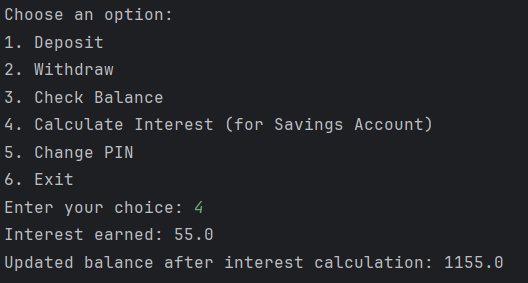 Choose an option:
1. Deposit
2. Withdraw
3. Check Balance
4. Calculate Interest (for Savings Account)
5. Change PIN
6. Exit
Enter your choice: 4
Interest earned: 55.0
Updated balance after interest calculation: 1155.0